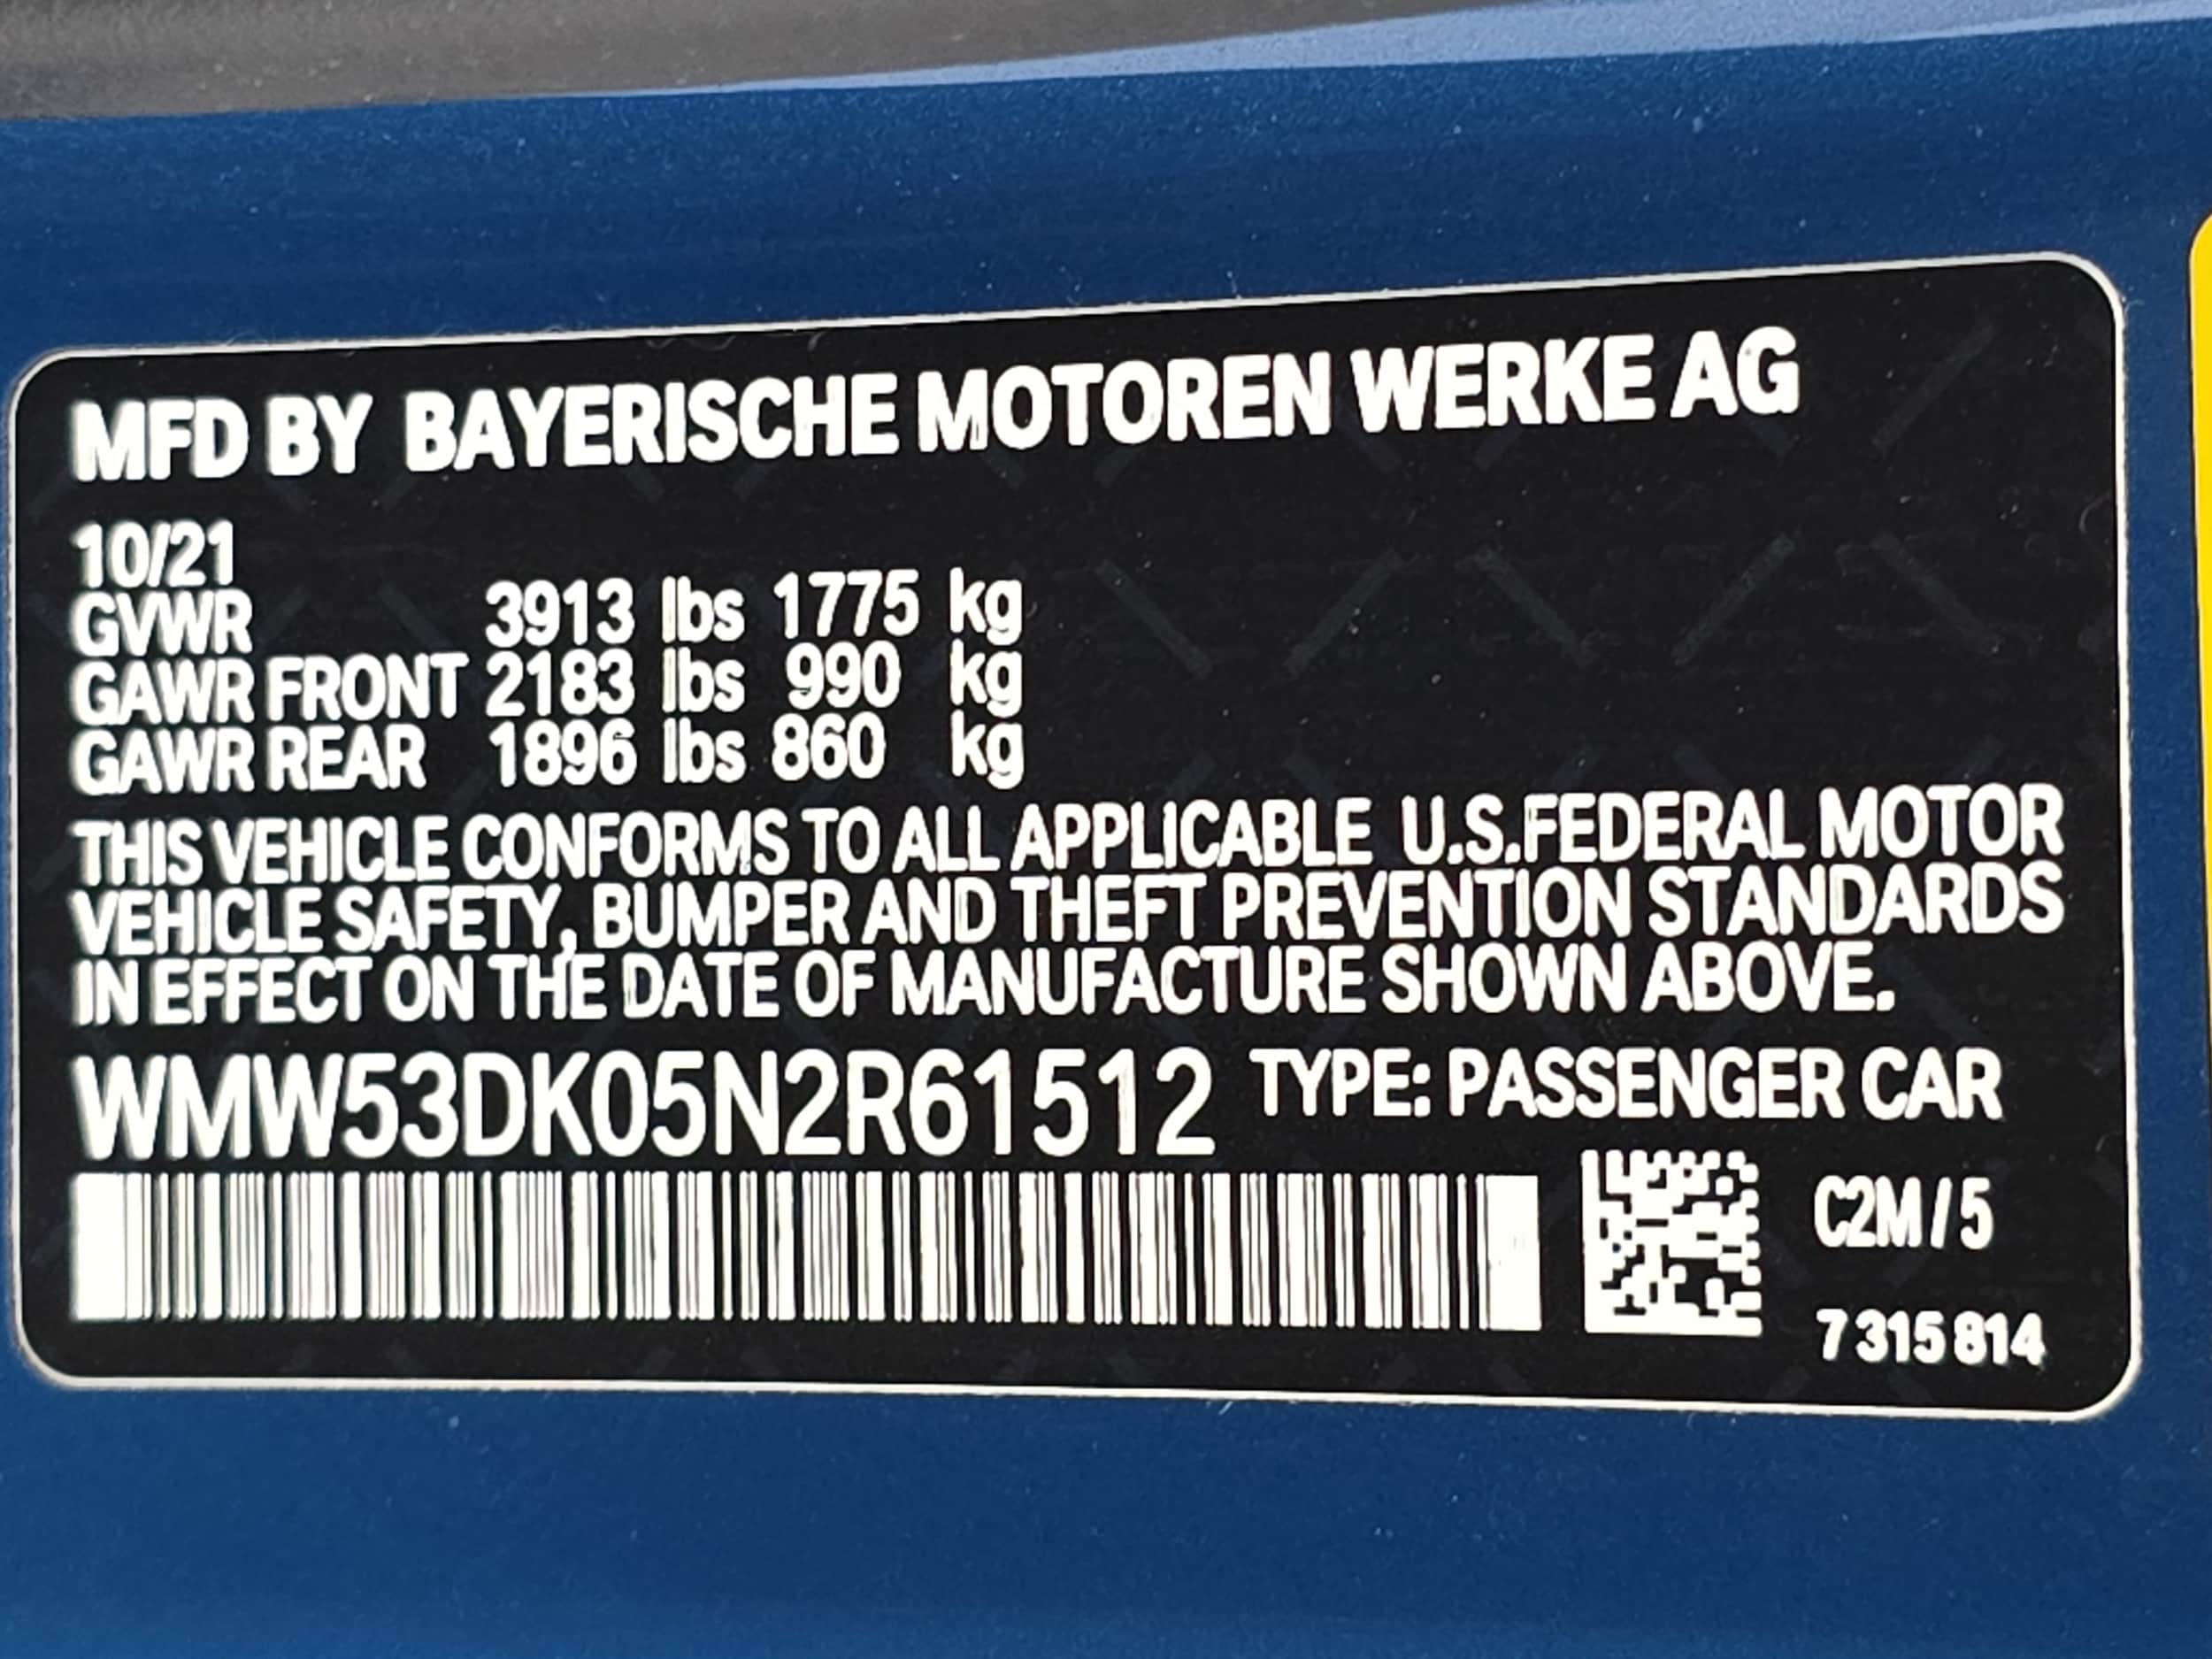 MFD BY BAYERISCHE MOTOREN WERKE AG
10/21
GVWR 3913 lbs 1775 kg
GAWR FRONT 2183 lbs 990 kg
GAWR REAR 1896 lbs 860 kg
THIS VEHICLE CONFORMS TO ALL APPLICABLE U.S.FEDERAL MOTOR
VEHICLE SAFETY, BUMPER AND THEFT PREVENTION STANDARDS
IN EFFECT ON THE DATE OF MANUFACTURE SHOWN ABOVE.
WMW53DK05N2R61512 TYPE: PASSENGER CAR
C2M/5
7 315 814